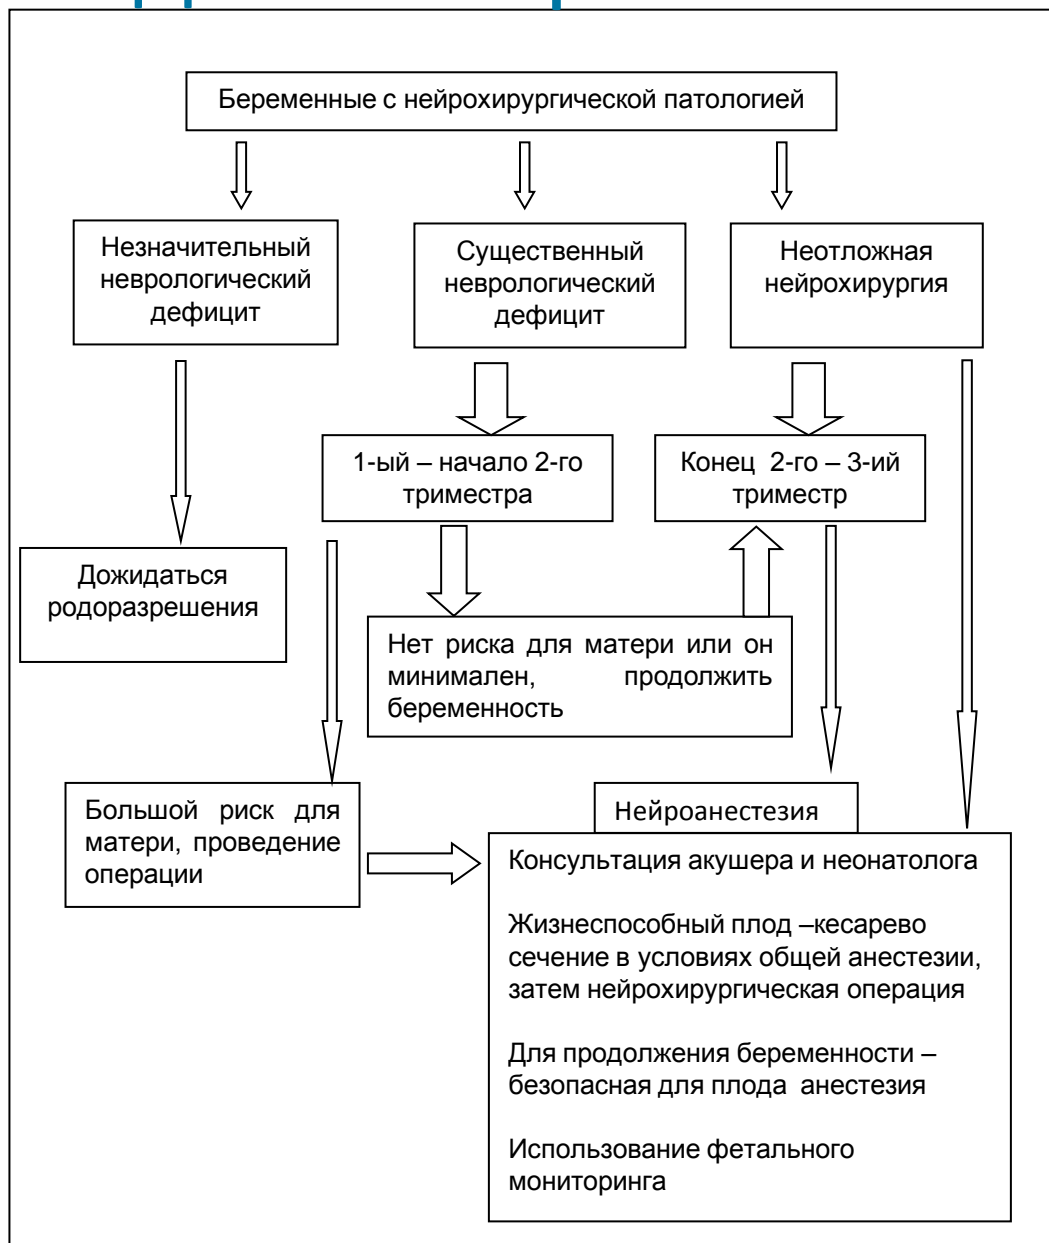 Беременные с нейрохирургической патологией
Незначительный
неврологический
дефицит
Существенный
неврологический
дефицит
Неотложная
нейрохирургия
1-ый – начало 2-го
триместра
Конец 2-го – 3-ий
триместр
Дожидаться
родоразрешения
Нет риска для матери или он
минимален, продолжить
беременность
Большой риск для
матери, проведение
операции
Нейроанестезия
Консультация акушера и неонатолога
Жизнеспособный плод –кесарево
сечение в условиях общей анестезии,
затем нейрохирургическая операция
Для продолжения беременности –
безопасная для плода анестезия
Использование фетального
мониторинга